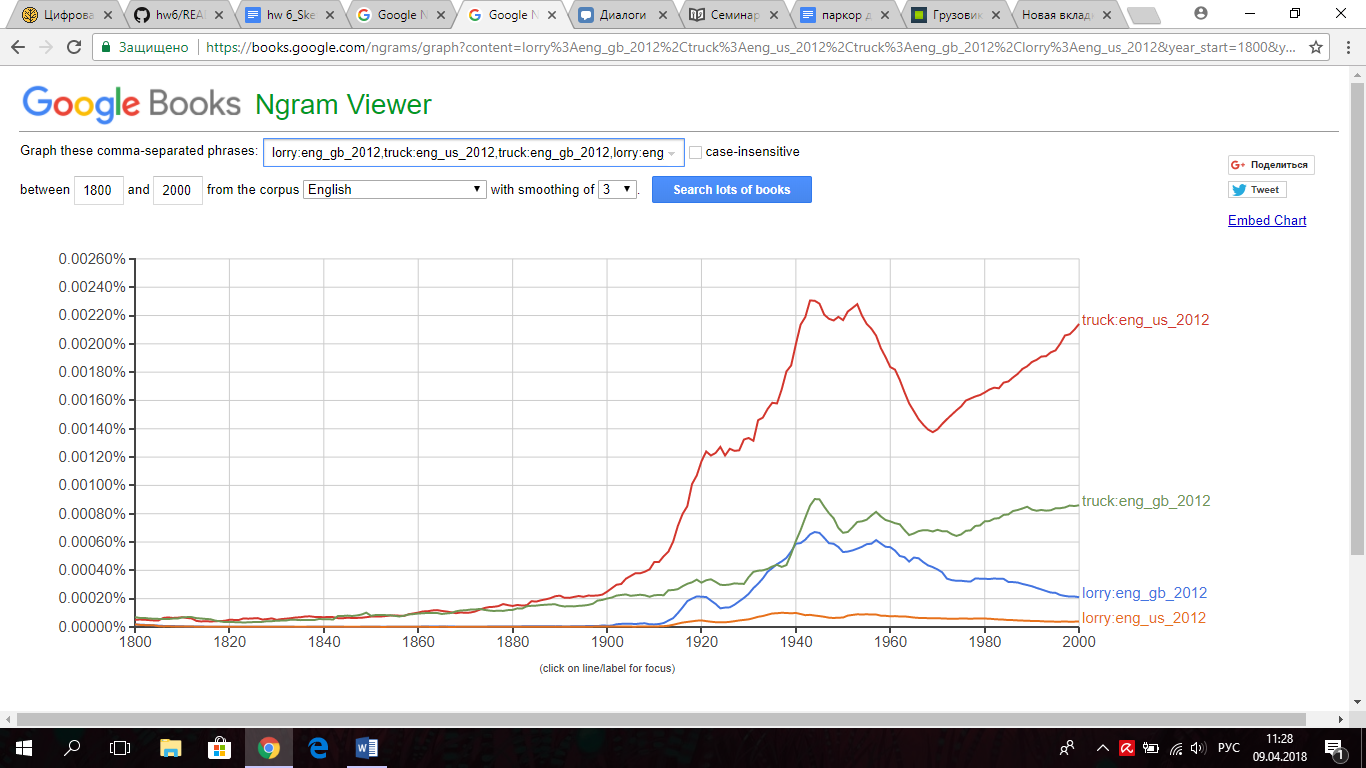 Цифрова
hw6/REA
hw 6_Ske
Google N
Google N
Диалоги
Семинар
паркор д
Грузовик
Новая вклад
Защищено https://books.google.com/ngrams/graph?content=lorry%3Aeng_gb_2012%2Ctruck%3Aeng_us_2012%2Ctruck%3Aeng_gb_2012%2Clorry%3Aeng_us_2012&year_start=1800&y...
Google Books Ngram Viewer
Graph these comma-separated phrases: lorry:eng_gb_2012,truck:eng_us_2012,truck:eng_gb_2012,lorry:eng case-insensitive
between 1800 and 2000 from the corpus English with smoothing of 3 . Search lots of books
G+ Поделиться
Tweet
Embed Chart
0.00260%
0.00240%
0.00220%
0.00200%
0.00180%
0.00160%
0.00140%
0.00120%
0.00100%
0.00080%
0.00060%
0.00040%
0.00020%
0.00000%
truck:eng_us_2012
truck:eng_gb_2012
lorry:eng_gb_2012
lorry:eng_us_2012
1800 1820 1840 1860 1880 1900 1920 1940 1960 1980 2000
(click on line/label for focus)
РУС
11:28
09.04.2018
1